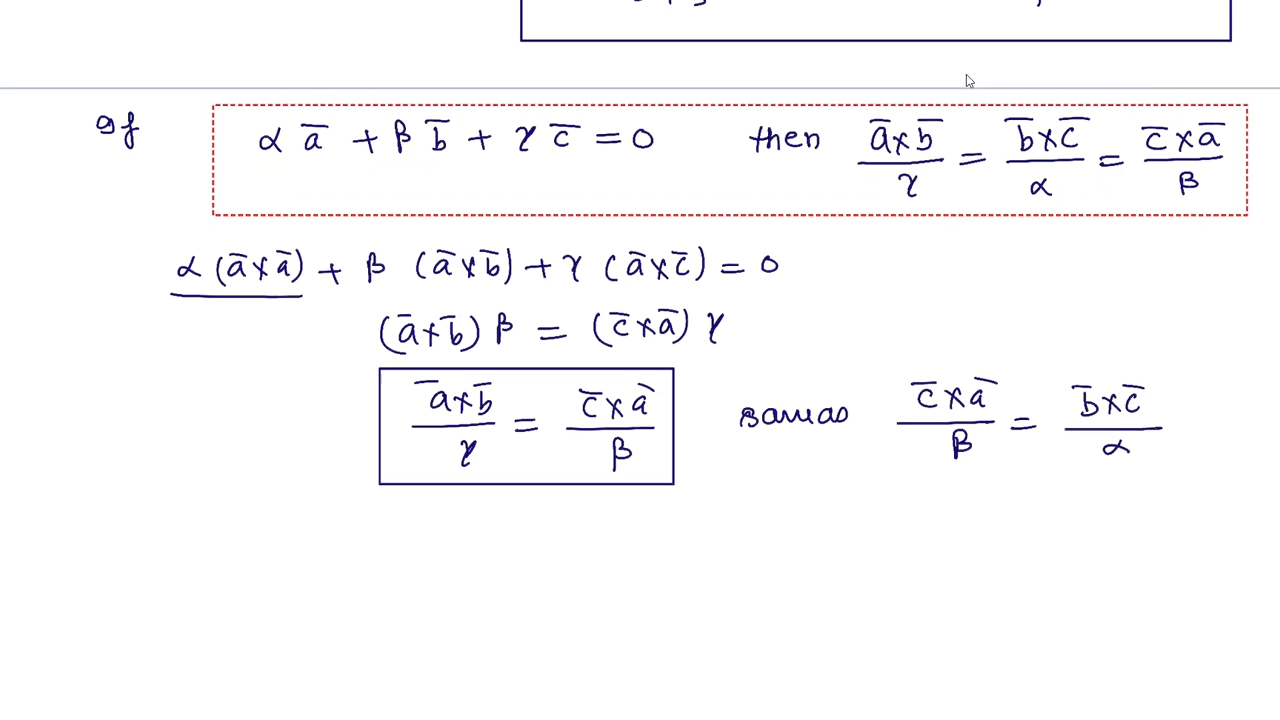 If α a̅ + β b̅ + γ c̅ = 0 then (a̅×b̅)/γ = (b̅×c̅)/α = (c̅×a̅)/β
α (a̅×a̅) + β (a̅×b̅) + γ (a̅×c̅) = 0
(a̅×b̅) β = (c̅×a̅) γ
(a̅×b̅)/γ = (c̅×a̅)/β (c̅×a̅)/β = (b̅×c̅)/α